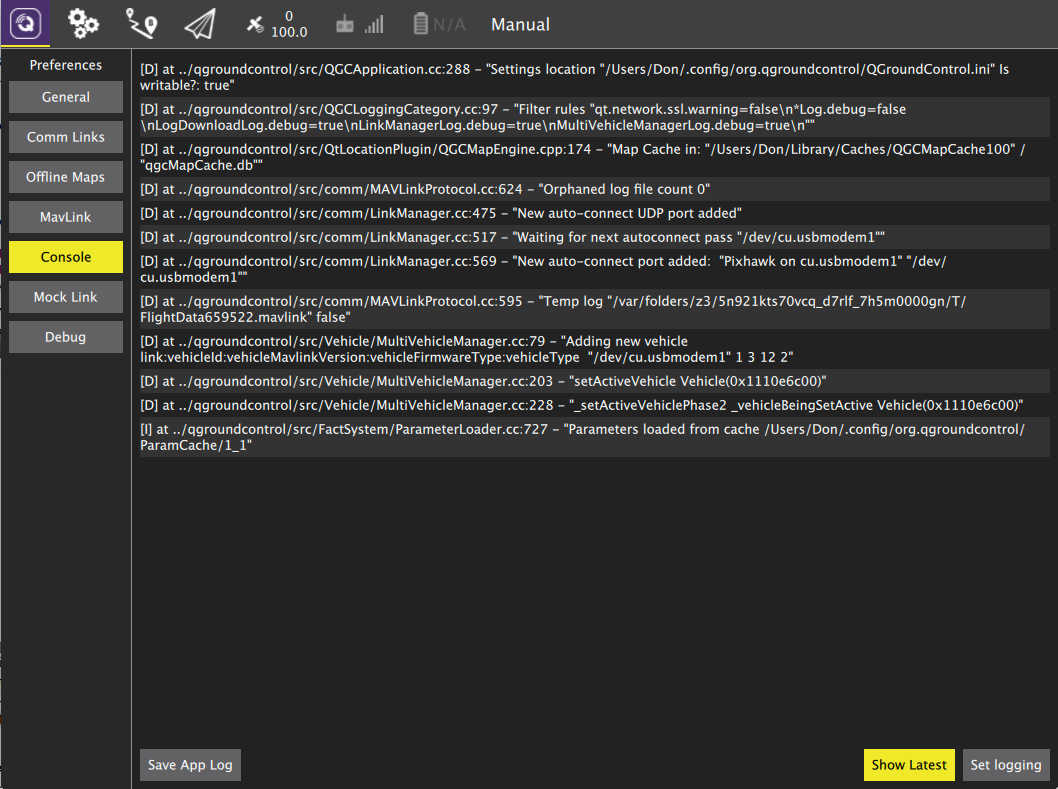 0
100.0
N/A
Manual
Preferences
General
Comm Links
Offline Maps
MavLink
Console
Mock Link
Debug
[D] at ../qgroundcontrol/src/QGCApplication.cc:288 - "Settings location "/Users/Don/.config/org.qgroundcontrol/QGroundControl.ini" Is
writable?: true"
[D] at ../qgroundcontrol/src/QGCLoggingCategory.cc:97 - "Filter rules "qt.network.ssl.warning=false\n*Log.debug=false
\nLogDownloadLog.debug=true\nLinkManagerLog.debug=true\nMultiVehicleManagerLog.debug=true\n""
[D] at ../qgroundcontrol/src/QtLocationPlugin/QGCMapEngine.cpp:174 - "Map Cache in: "/Users/Don/Library/Caches/QGCMapCache100" /
"qgcMapCache.db""
[D] at ../qgroundcontrol/src/comm/MAVLinkProtocol.cc:624 - "Orphaned log file count 0"
[D] at ../qgroundcontrol/src/comm/LinkManager.cc:475 - "New auto-connect UDP port added"
[D] at ../qgroundcontrol/src/comm/LinkManager.cc:517 - "Waiting for next autoconnect pass "/dev/cu.usbmodem1""
[D] at ../qgroundcontrol/src/comm/LinkManager.cc:569 - "New auto-connect port added:  "Pixhawk on cu.usbmodem1" "/dev/
cu.usbmodem1""
[D] at ../qgroundcontrol/src/comm/MAVLinkProtocol.cc:595 - "Temp log "/var/folders/z3/5n921kts70vcq_d7rlf_7h5m0000gn/T/
FlightData659522.mavlink" false"
[D] at ../qgroundcontrol/src/Vehicle/MultiVehicleManager.cc:79 - "Adding new vehicle
link:vehicleId:vehicleMavlinkVersion:vehicleFirmwareType:vehicleType  "/dev/cu.usbmodem1" 1 3 12 2"
[D] at ../qgroundcontrol/src/Vehicle/MultiVehicleManager.cc:203 - "setActiveVehicle Vehicle(0x1110e6c00)"
[D] at ../qgroundcontrol/src/Vehicle/MultiVehicleManager.cc:228 - "_setActiveVehiclePhase2 _vehicleBeingSetActive Vehicle(0x1110e6c00)"
[I] at ../qgroundcontrol/src/FactSystem/ParameterLoader.cc:727 - "Parameters loaded from cache /Users/Don/.config/org.qgroundcontrol/
ParamCache/1_1"
Save App Log
Show Latest
Set logging